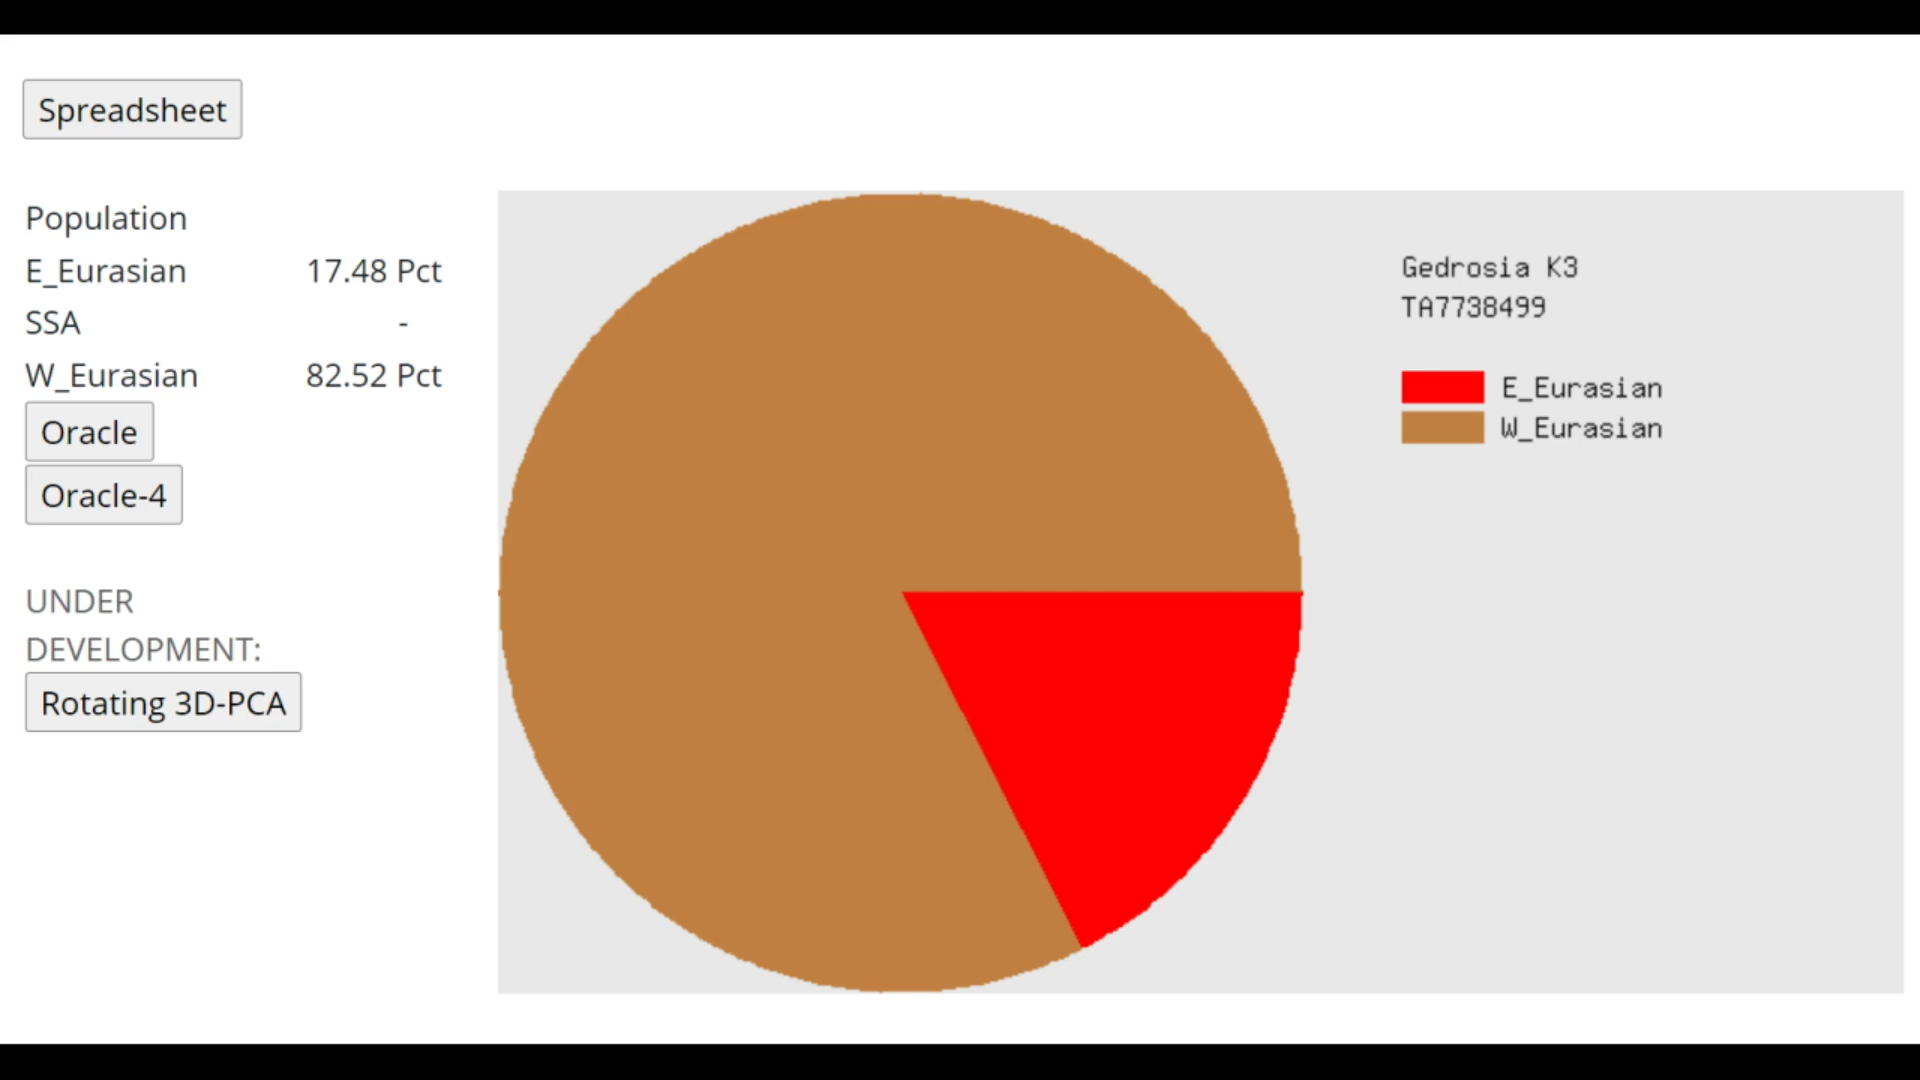 Spreadsheet
Population
E_Eurasian 17.48 Pct
SSA -
W_Eurasian 82.52 Pct
Oracle
Oracle-4
UNDER
DEVELOPMENT:
Rotating 3D-PCA
Gedrosia K3
TA7738499
E_Eurasian
W_Eurasian